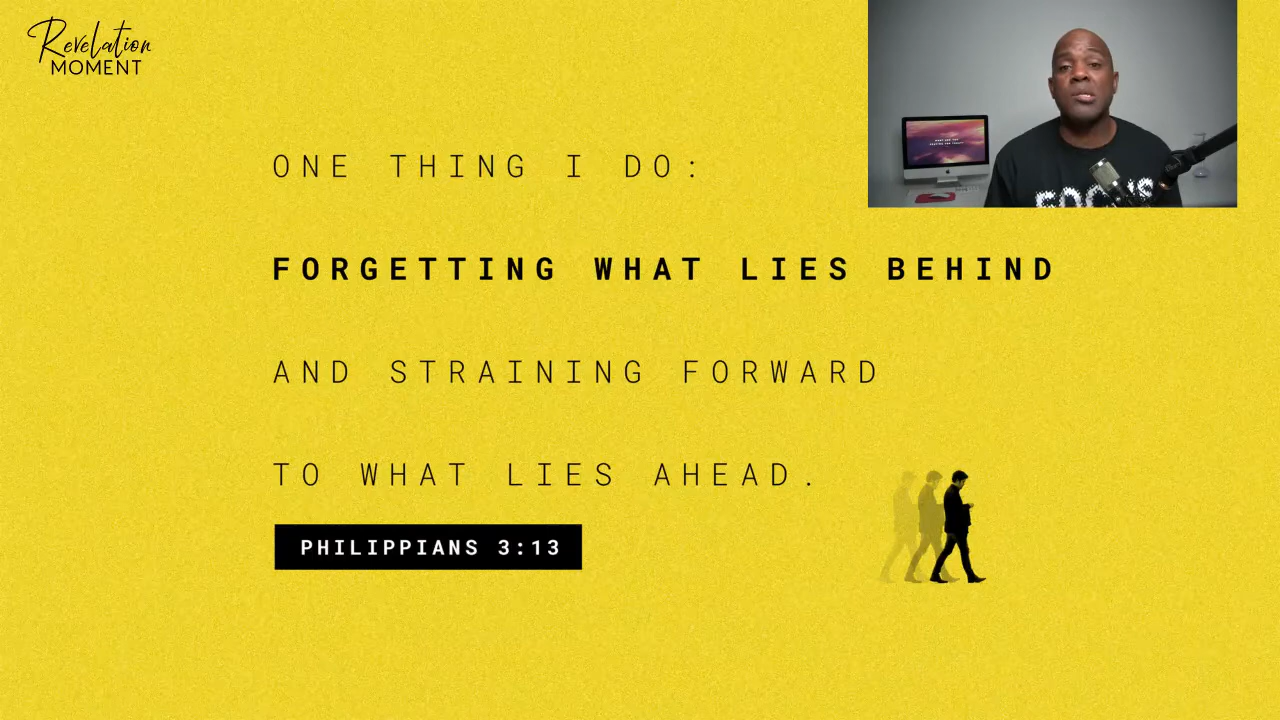 Revelation
MOMENT
ONE THING I DO:
FORGETTING WHAT LIES BEHIND
AND STRAINING FORWARD
TO WHAT LIES AHEAD.
PHILIPPIANS 3:13